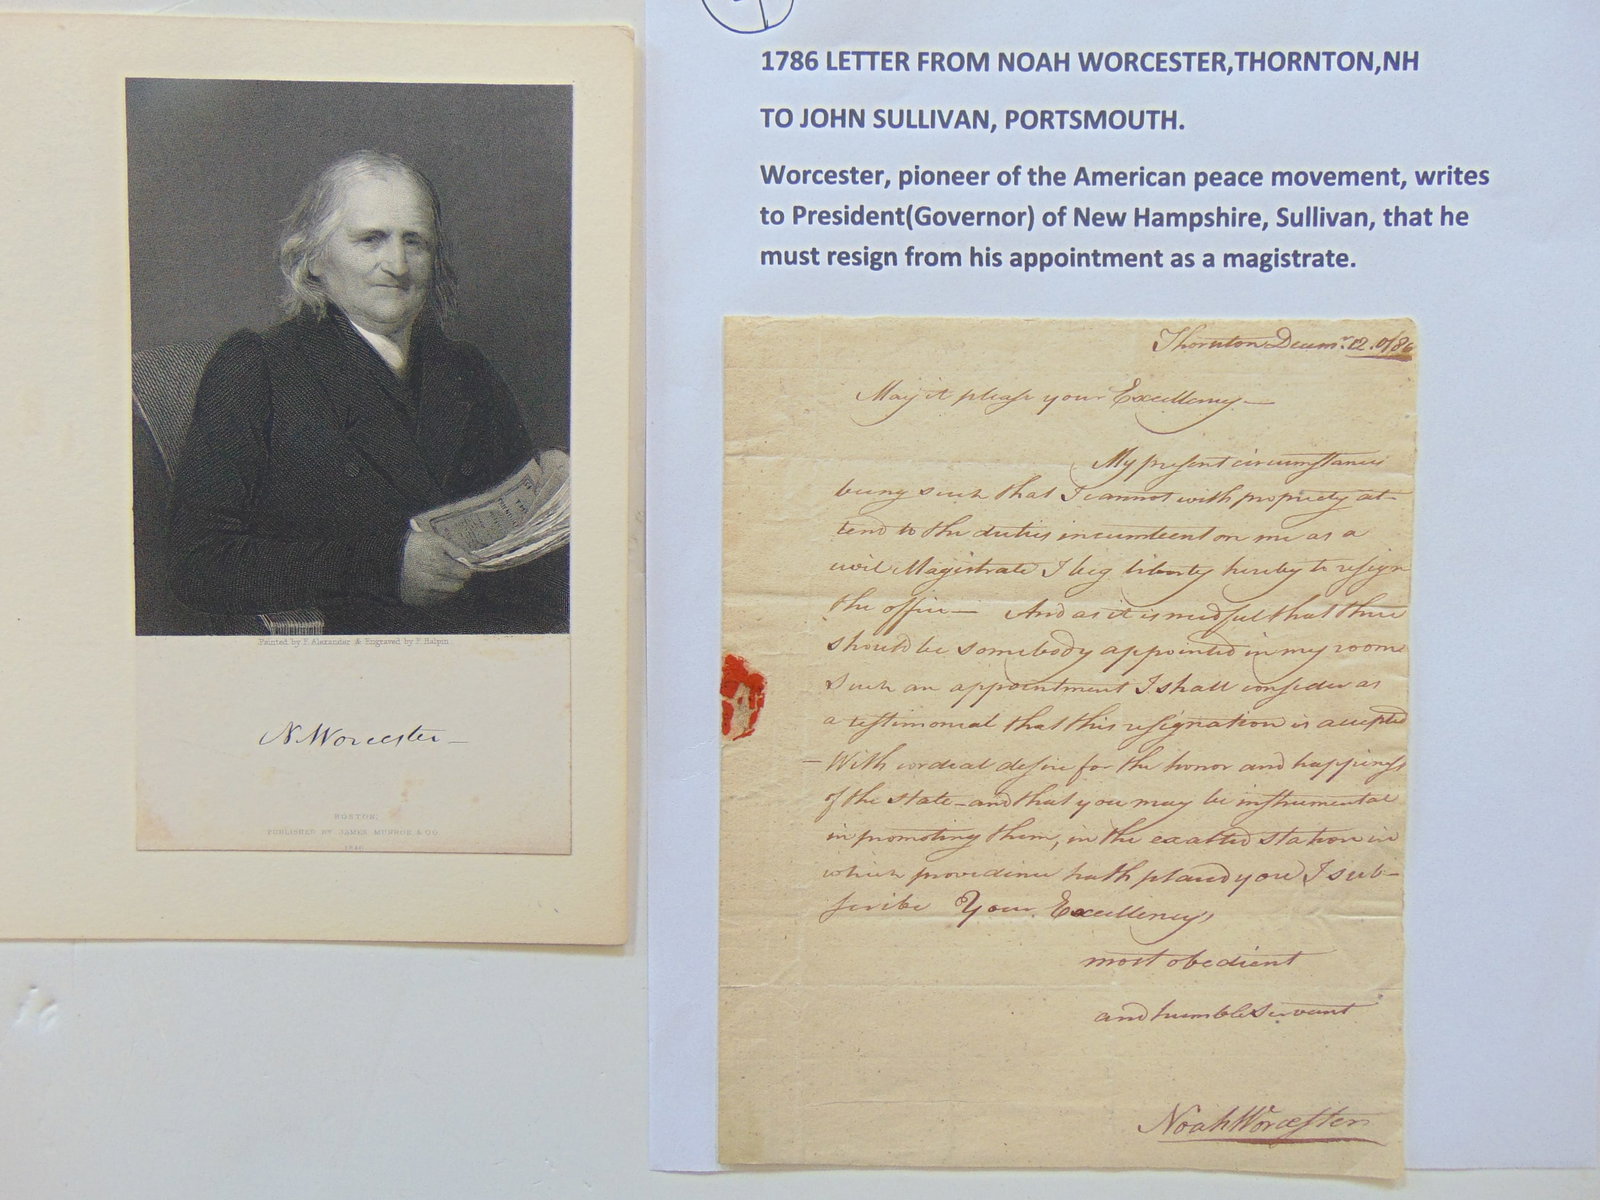 Painted by F. Alexander & Engraved by F. Halpin
N. Worcester
BOSTON;
PUBLISHED BY JAMES MUNROE & CO
1786 LETTER FROM NOAH WORCESTER,THORNTON,NH
TO JOHN SULLIVAN, PORTSMOUTH.
Worcester, pioneer of the American peace movement, writes
to President(Governor) of New Hampshire, Sullivan, that he
must resign from his appointment as a magistrate.
Thornton Decemr. 12. 1786
May it please your Excellency—
My present circumstances
being such that I cannot with propriety at-
tend to the duties incumbent on me as a
civil Magistrate I beg liberty hereby to resign
the office— And as it is needful that there
should be somebody appointed in my room
such an appointment I shall consider as
a testimonial that this resignation is accepted
—With cordial desire for the honor and happiness
of the state—and that you may be instrumental
in promoting them, in the exalted station in
which providence hath placed you I sub-
scribe Your Excellency's
most obedient
and humble Servant
Noah Worcester